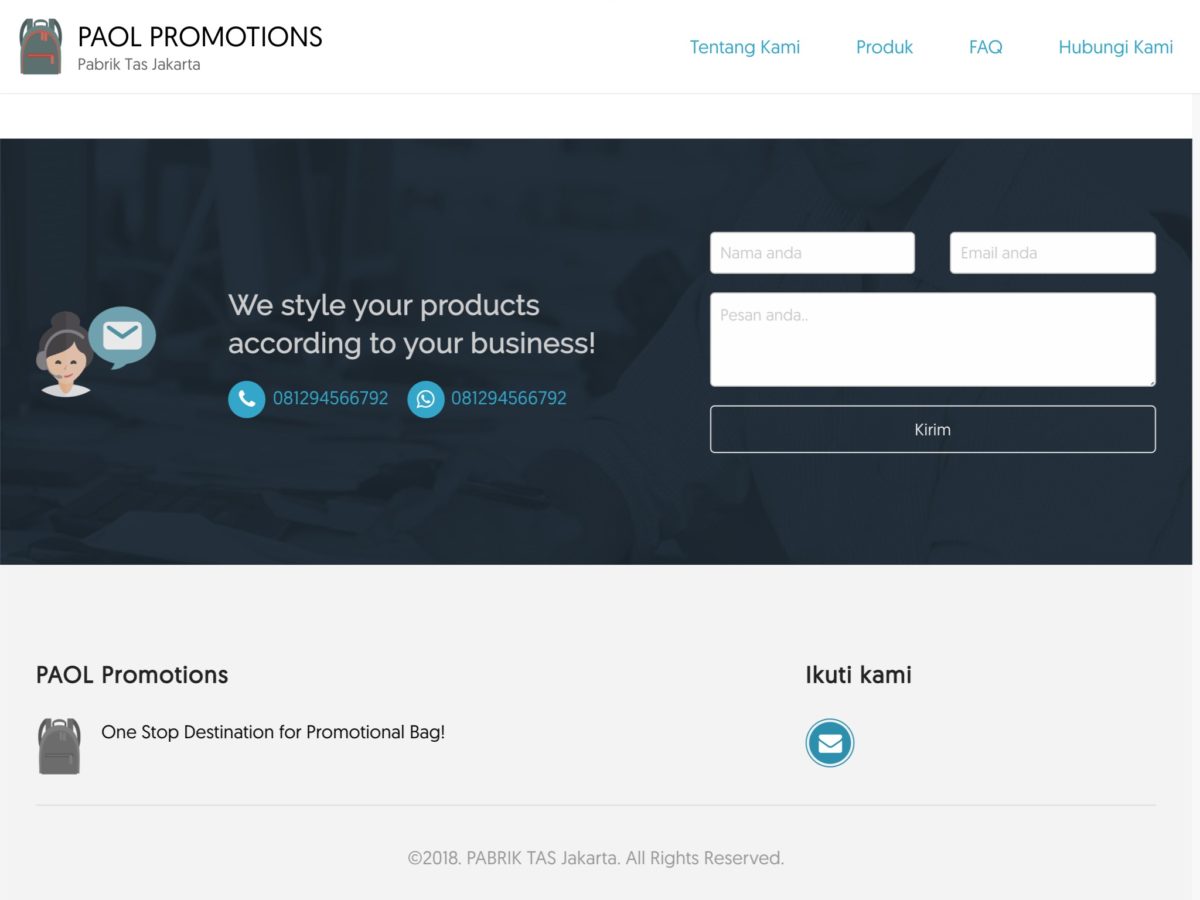 PAOL PROMOTIONS
Pabrik Tas Jakarta
Tentang Kami
Produk
FAQ
Hubungi Kami
We style your products
according to your business!
081294566792
081294566792
Nama anda
Email anda
Pesan anda..
Kirim
PAOL Promotions
One Stop Destination for Promotional Bag!
Ikuti kami
©2018. PABRIK TAS Jakarta. All Rights Reserved.